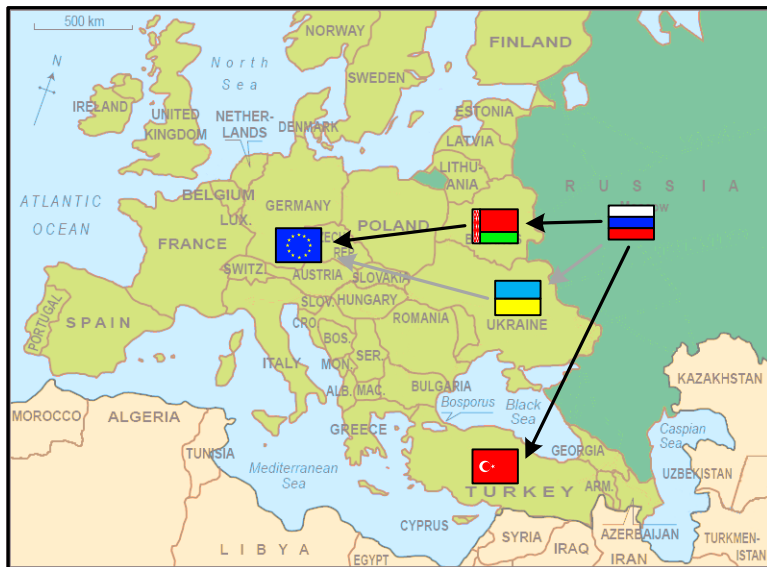 500 km
N
NORWAY
FINLAND
SWEDEN
North
Sea
ESTONIA
LATVIA
LITHU-
ANIA
IRELAND
UNITED
KINGDOM
NETHER-
LANDS
DENMARK
RUSSIA
ATLANTIC
OCEAN
BELGIUM
LUX.
GERMANY
POLAND
FRANCE
REP.
SWITZ.
AUSTRIA
SLOVAKIA
SLOV.
HUNGARY
UKRAINE
ROMANIA
PORTUGAL
SPAIN
CRO.
BOS.
SER.
ITALY
MON.
ALB.
MAC.
BULGARIA
Bosporus
Black
Sea
KAZAKHSTAN
MOROCCO
ALGERIA
TUNISIA
GREECE
GEORGIA
Caspian
Sea
Mediterranean
Sea
TURKEY
ARM.
UZBEKISTAN
CYPRUS
SYRIA
AZERBAIJAN
LIBYA
EGYPT
IRAQ
IRAN
TURKMEN-
ISTAN